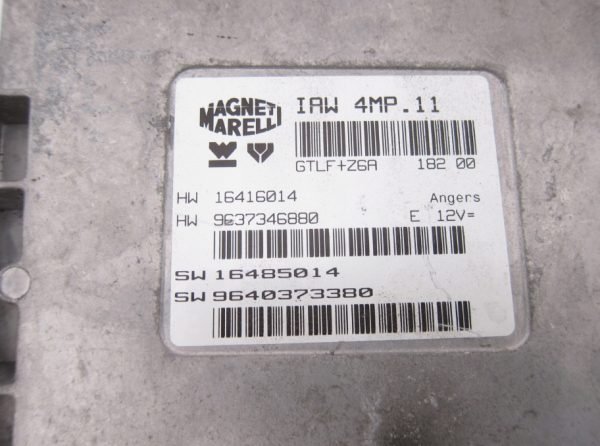 MAGNETI MARELLI
IAW 4MP.11
GTLF+Z6A 182 00
HW 16416014 Angers
HW 9637346880 E 12V=
SW 16485014
SW 9640373380